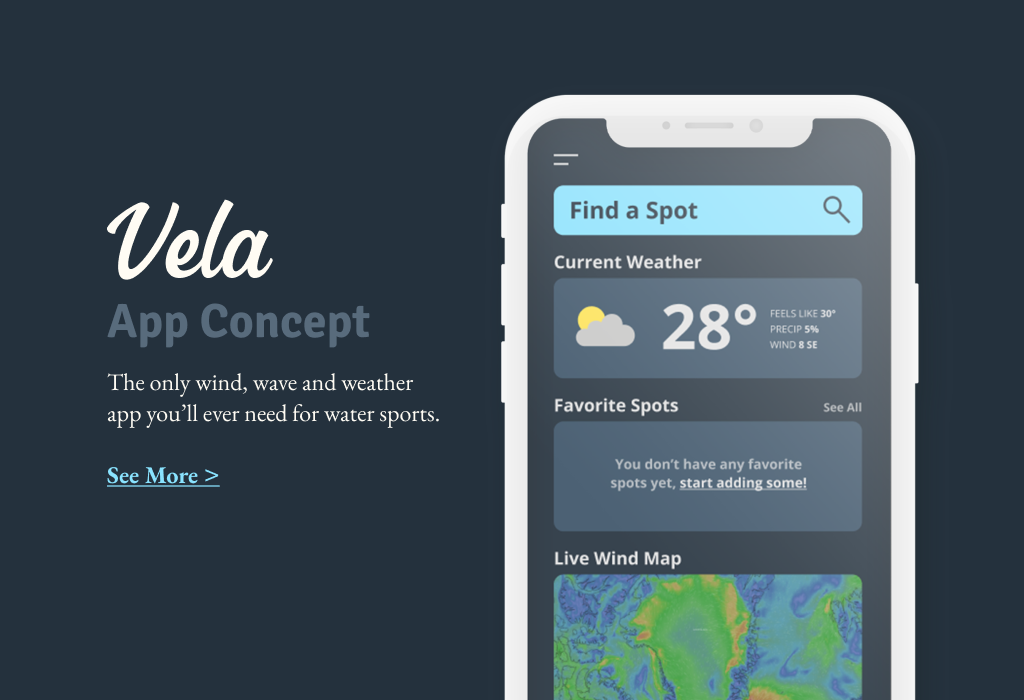 Vela
App Concept
The only wind, wave and weather
app you’ll ever need for water sports.
See More >
Find a Spot
Current Weather
28°
FEELS LIKE 30°
PRECIP 5%
WIND 8 SE
Favorite Spots
See All
You don’t have any favorite
spots yet, start adding some!
Live Wind Map